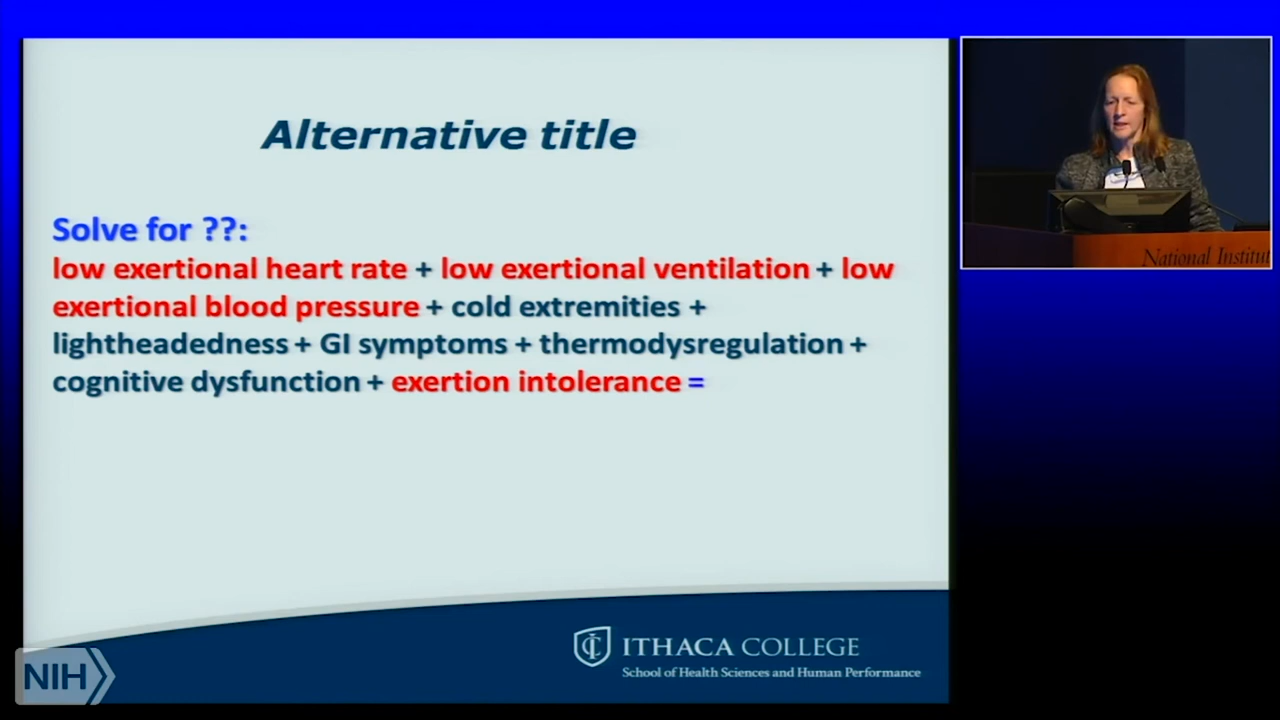 Alternative title
Solve for ??:
low exertional heart rate + low exertional ventilation + low
exertional blood pressure + cold extremities +
lightheadedness + GI symptoms + thermodysregulation +
cognitive dysfunction + exertion intolerance =
ITHACA COLLEGE
School of Health Sciences and Human Performance
NIH
National Institut